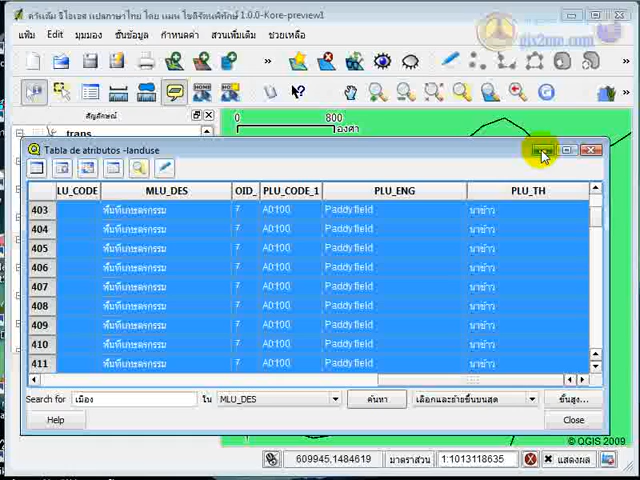 ควันตั้ม จีไอเอส แปลภาษาไทย โดย แมน ไชยิรัตน์พิทักษ์ 1.0.0-Kore-preview1
แฟ้ม Edit มุมมอง ชั้นข้อมูล กำหนดค่า ส่วนเพิ่มเติม ช่วยเหลือ
gis2me.com
สัญลักษณ์
0 800
องศา
trans
Tabla de atributos -landuse
LU_CODE MLU_DES OID_ PLU_CODE_1 PLU_ENG PLU_TH
403 พื้นที่เกษตรกรรม 7 A0100 Paddy field นาข้าว
404 พื้นที่เกษตรกรรม 7 A0100 Paddy field นาข้าว
405 พื้นที่เกษตรกรรม 7 A0100 Paddy field นาข้าว
406 พื้นที่เกษตรกรรม 7 A0100 Paddy field นาข้าว
407 พื้นที่เกษตรกรรม 7 A0100 Paddy field นาข้าว
408 พื้นที่เกษตรกรรม 7 A0100 Paddy field นาข้าว
409 พื้นที่เกษตรกรรม 7 A0100 Paddy field นาข้าว
410 พื้นที่เกษตรกรรม 7 A0100 Paddy field นาข้าว
411 พื้นที่เกษตรกรรม 7 A0100 Paddy field นาข้าว
Search for เมือง ใน MLU_DES ค้นหา เลือกและย้ายขึ้นบนสุด ขั้นสูง...
Help Close
© QGIS 2009
609945,1484619 มาตราส่วน 1:1013118635 แสดงผล